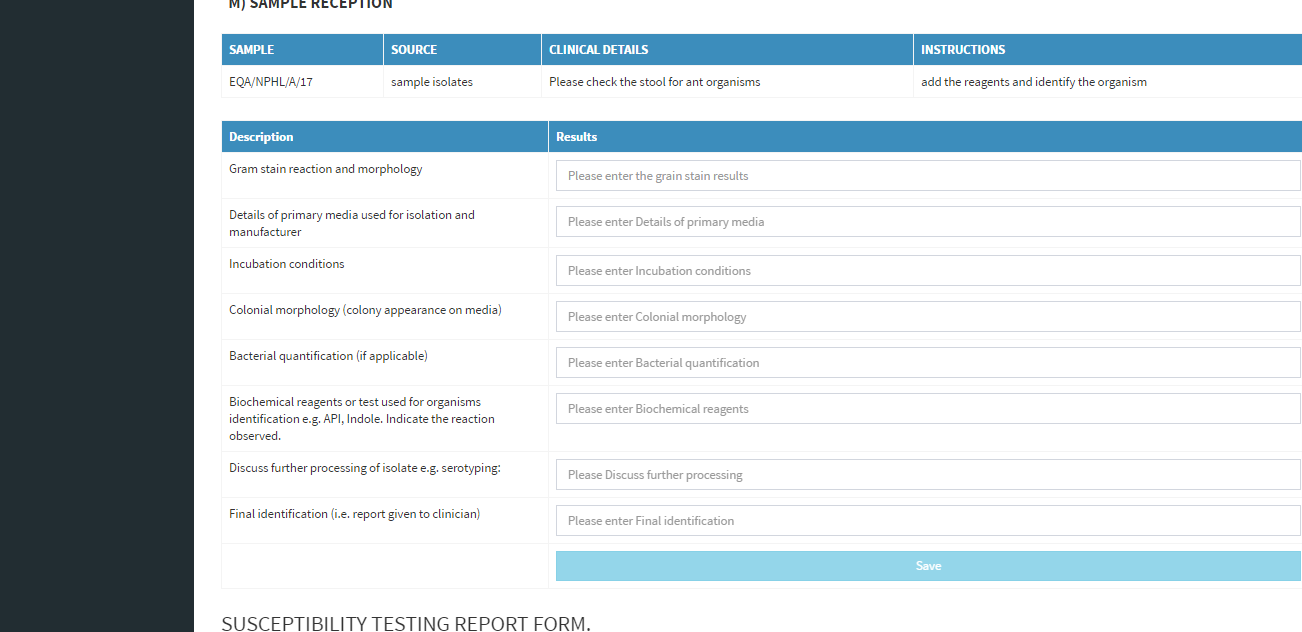 M) SAMPLE RECEPTION
SAMPLE SOURCE CLINICAL DETAILS INSTRUCTIONS
EQA/NPHL/A/17 sample isolates Please check the stool for ant organisms add the reagents and identify the organism
Description Results
Gram stain reaction and morphology Please enter the grain stain results
Details of primary media used for isolation and
manufacturer
Please enter Details of primary media
Incubation conditions Please enter Incubation conditions
Colonial morphology (colony appearance on media) Please enter Colonial morphology
Bacterial quantification (if applicable) Please enter Bacterial quantification
Biochemical reagents or test used for organisms
identification e.g. API, Indole. Indicate the reaction
observed.
Please enter Biochemical reagents
Discuss further processing of isolate e.g. serotyping: Please Discuss further processing
Final identification (i.e. report given to clinician) Please enter Final identification
Save
SUSCEPTIBILITY TESTING REPORT FORM.